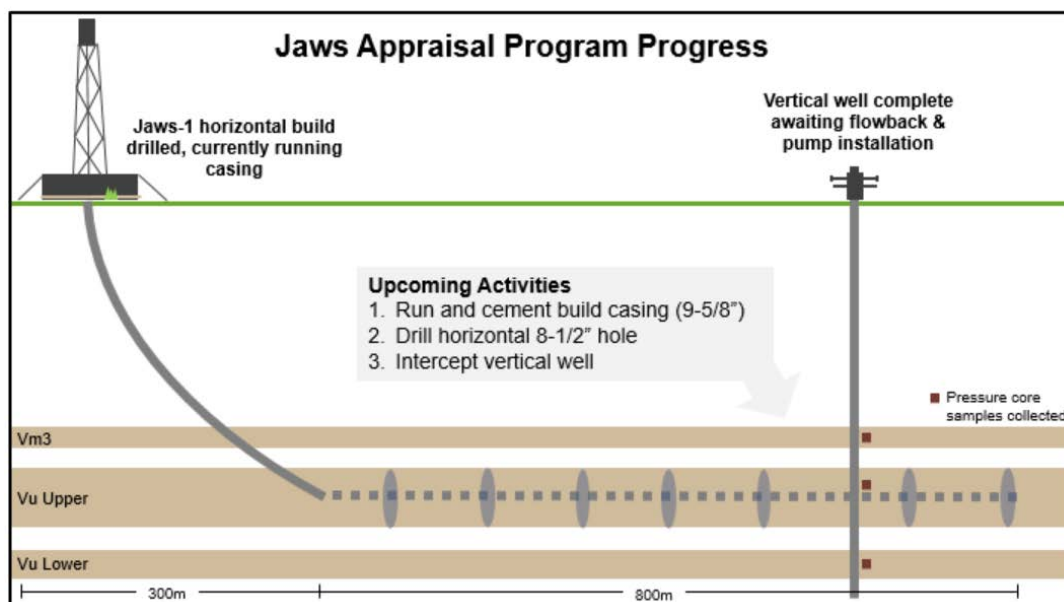 Jaws Appraisal Program Progress
Jaws-1 horizontal build
drilled, currently running
casing
Vertical well complete
awaiting flowback &
pump installation
Upcoming Activities
1. Run and cement build casing (9-5/8")
2. Drill horizontal 8-1/2" hole
3. Intercept vertical well
Pressure core
samples collected
Vm3
Vu Upper
Vu Lower
300m
800m